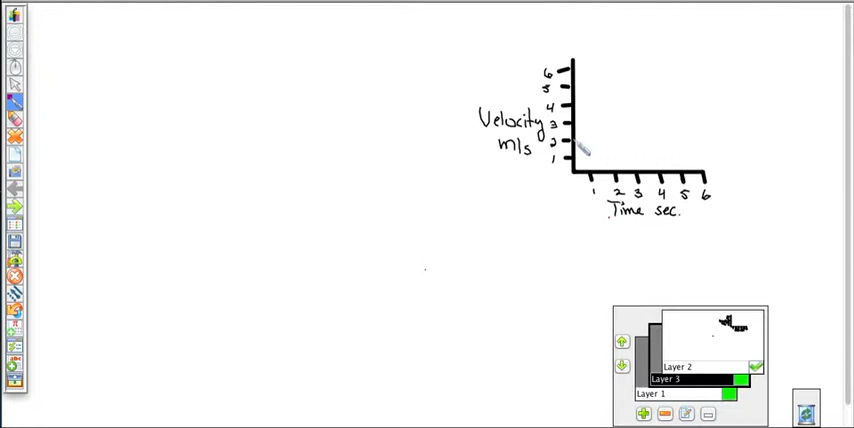 6
5
4
Velocity 3
m/s 2
1
1 2 3 4 5 6
Time sec.
Layer 2
Layer 3
Layer 1